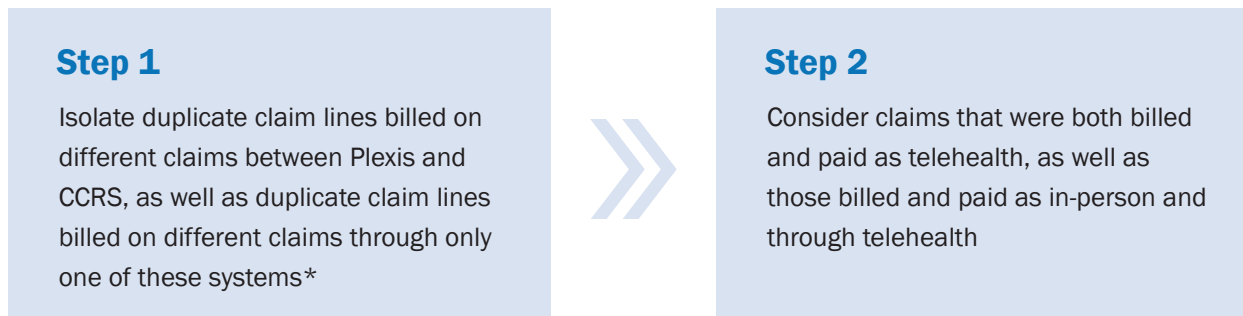 Step 1
Isolate duplicate claim lines billed on
different claims between Plexis and
CCRS, as well as duplicate claim lines
billed on different claims through only
one of these systems*
Step 2
Consider claims that were both billed
and paid as telehealth, as well as
those billed and paid as in-person and
through telehealth